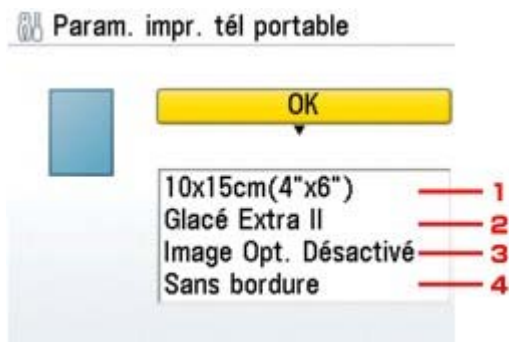 Param. impr. tél portable
OK
10x15cm(4"x6") 1
Glacé Extra II 2
Image Opt. Désactivé 3
Sans bordure 4